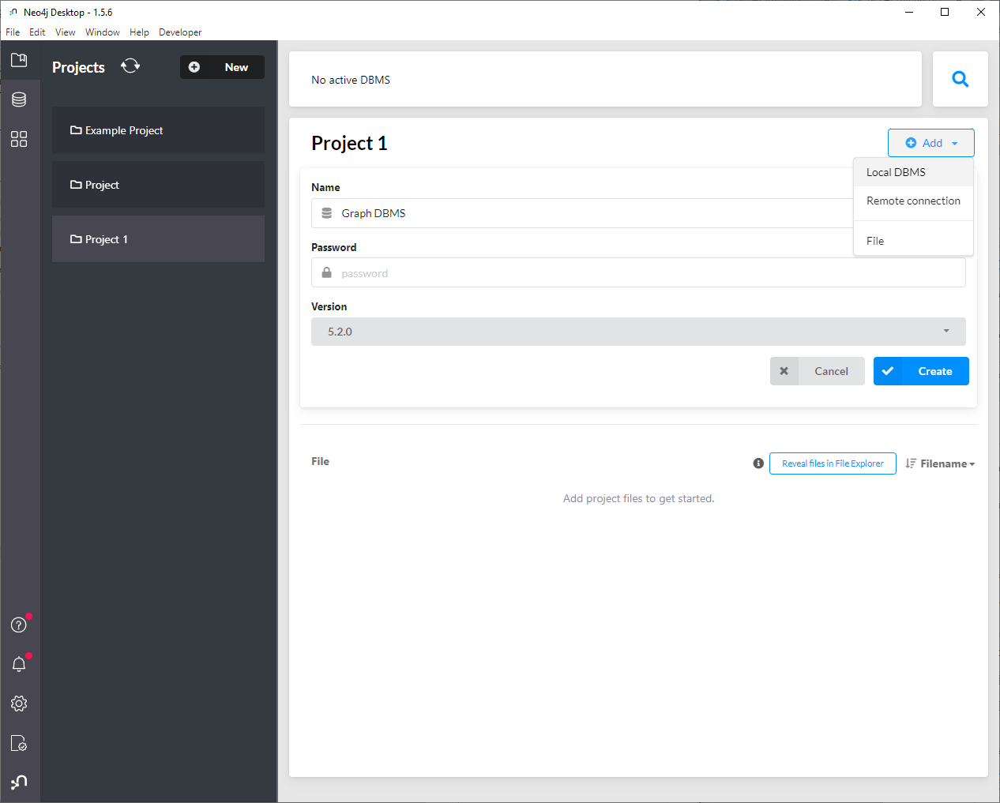 Neo4j Desktop - 1.5.6
File Edit View Window Help Developer
Projects
New
Example Project
Project
Project 1
No active DBMS
Project 1
Add
Local DBMS
Remote connection
File
Name
Graph DBMS
Password
password
Version
5.2.0
Cancel
Create
File
Reveal files in File Explorer
Filename
Add project files to get started.